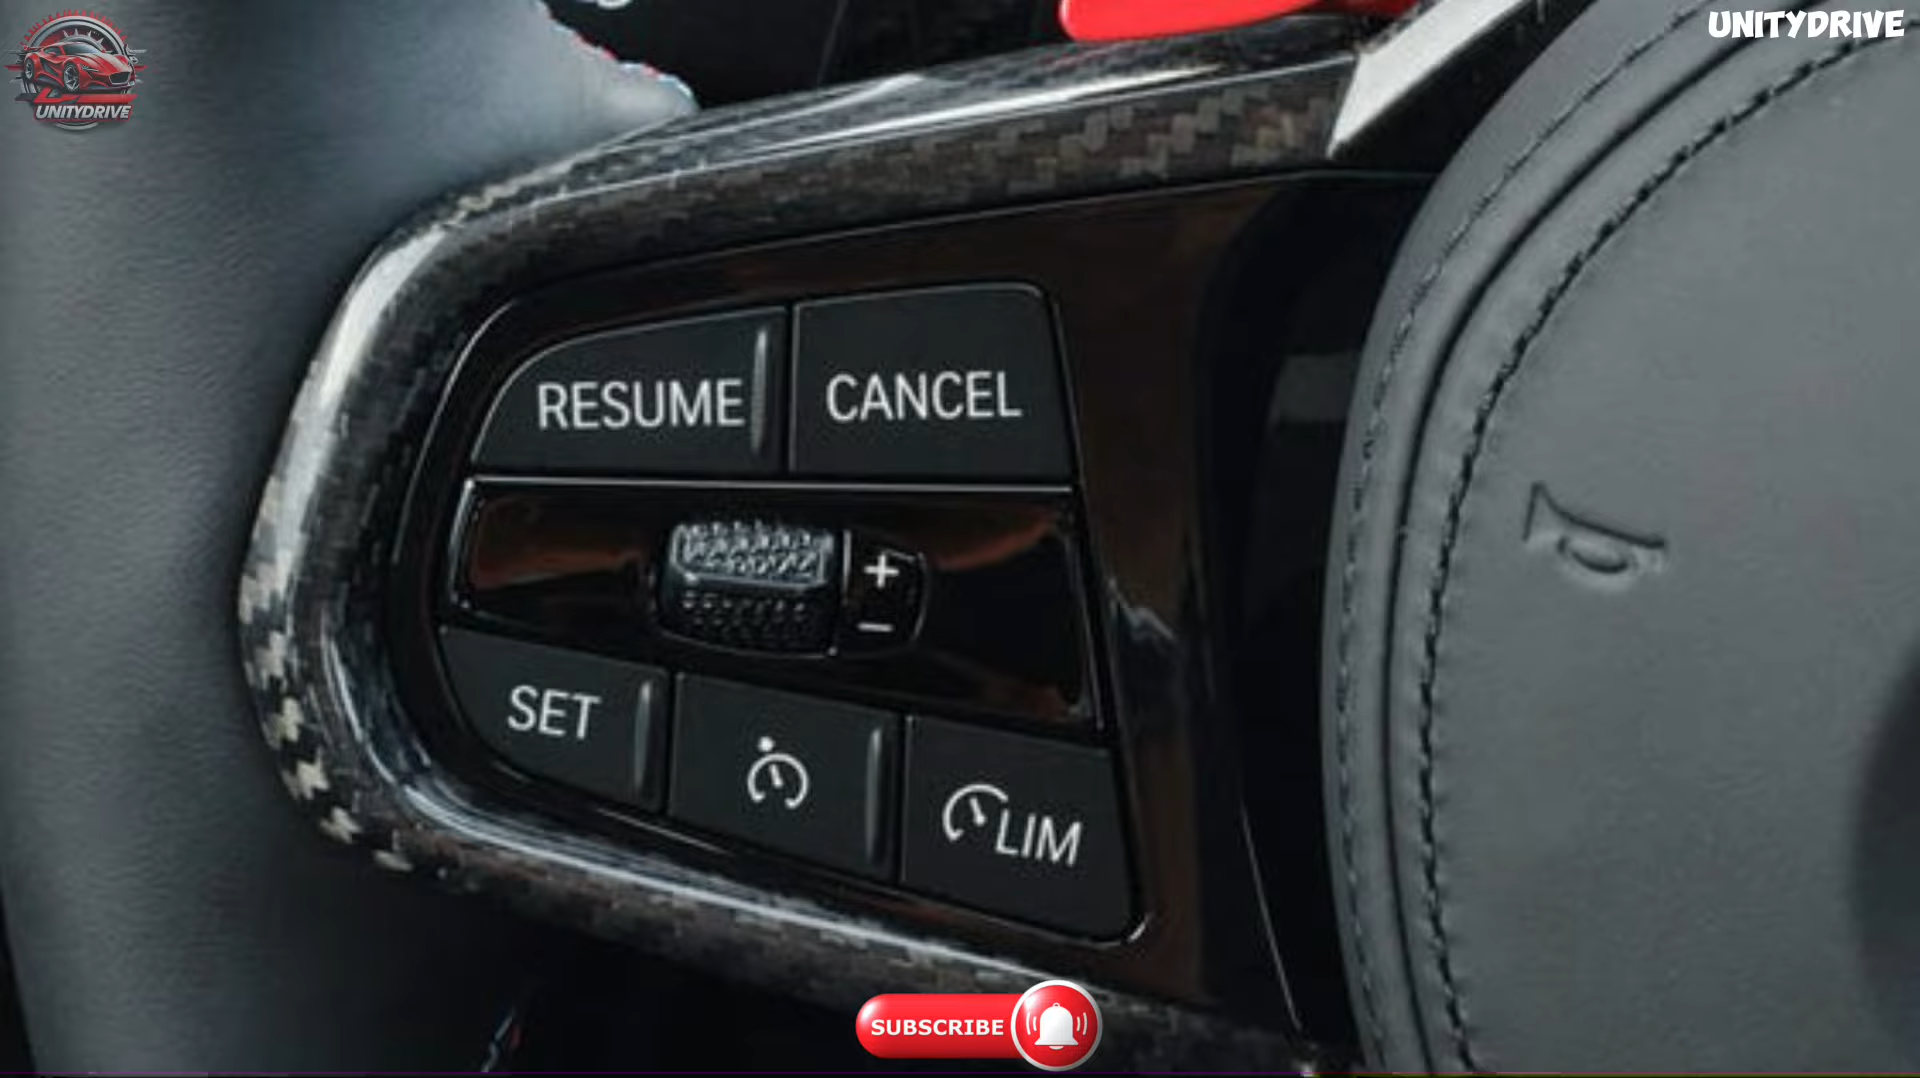 UNITYDRIVE
UNITYDRIVE
RESUME
CANCEL
+
−
SET
LIM
SUBSCRIBE